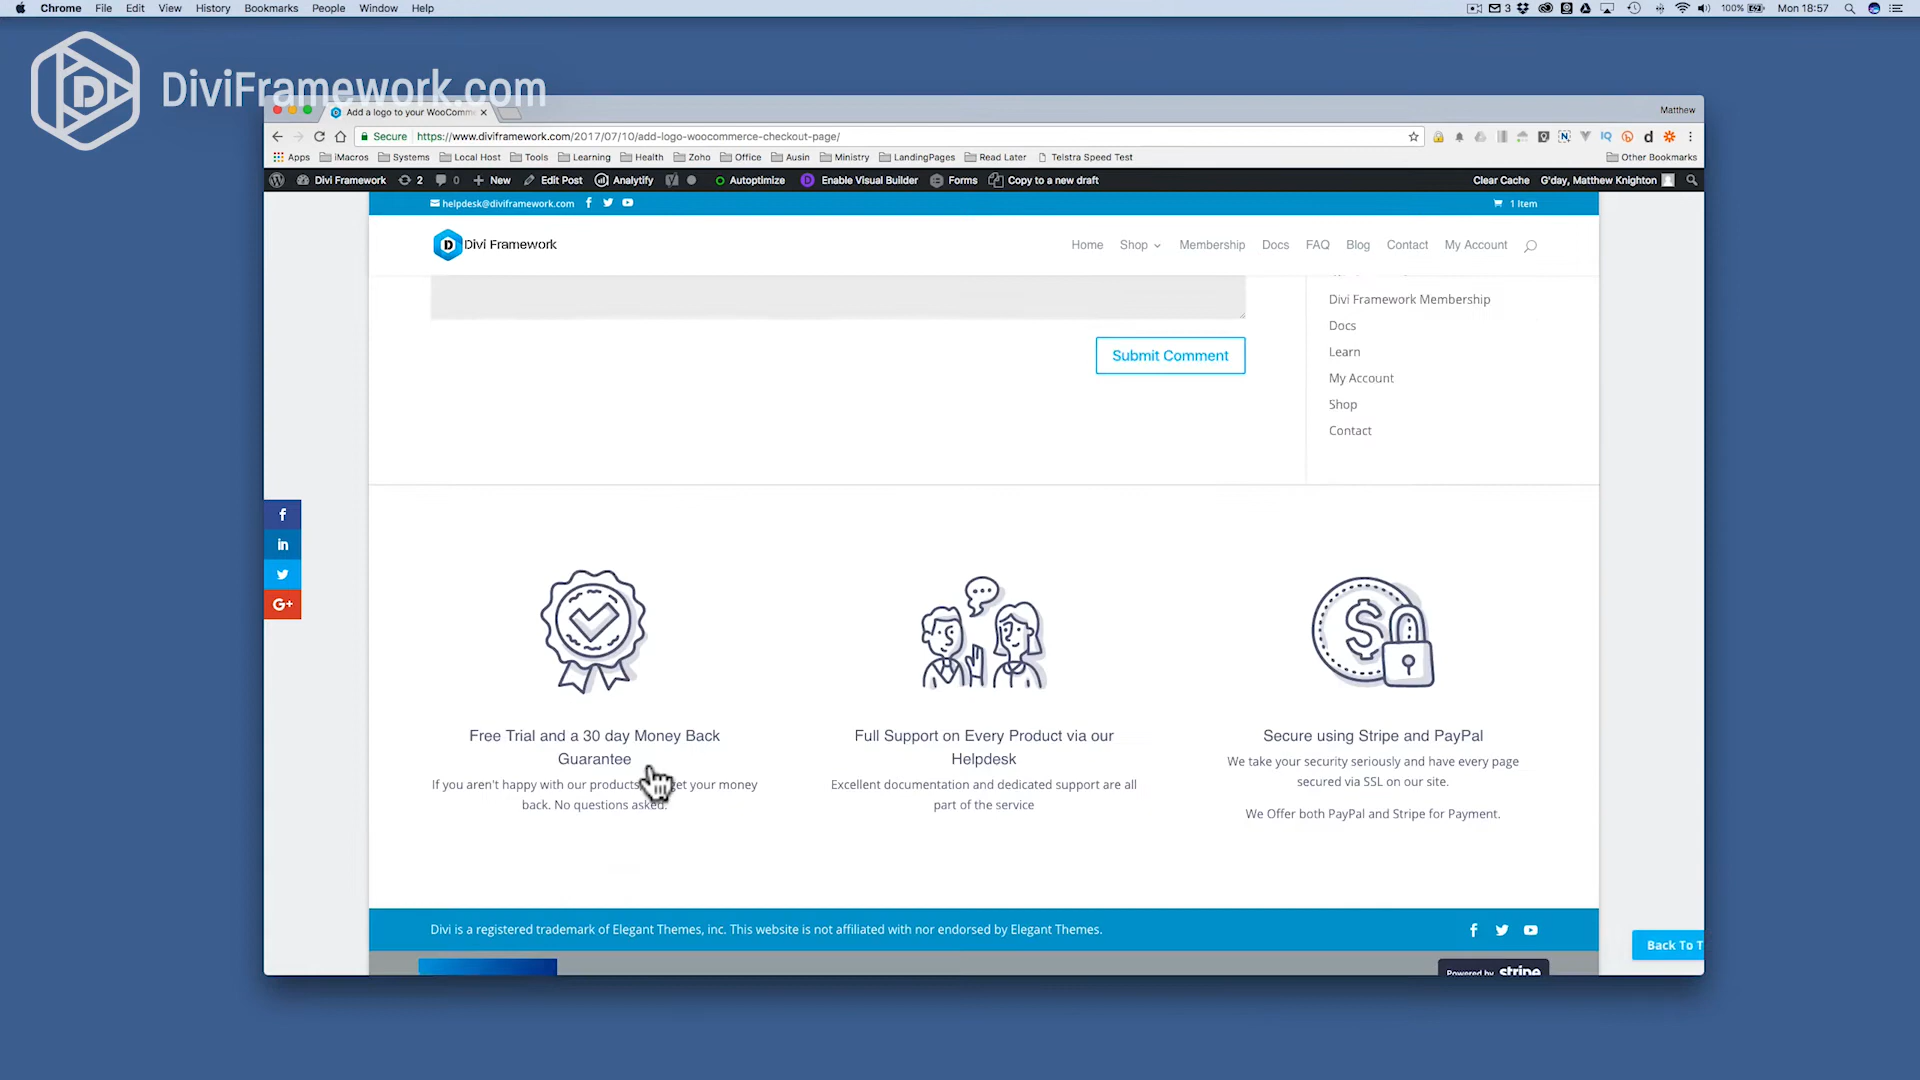 Chrome File Edit View History Bookmarks People Window Help
3
100% Mon 18:57
DiviFramework.com
Add a logo to your WooComm
Matthew
Secure https://www.diviframework.com/2017/07/10/add-logo-woocommerce-checkout-page/
Apps iMacros Systems Local Host Tools Learning Health Zoho Office Ausin Ministry LandingPages Read Later Telstra Speed Test Other Bookmarks
Divi Framework 2 0 New Edit Post Analytify Autoptimize Enable Visual Builder Forms Copy to a new draft Clear Cache G'day, Matthew Knighton
helpdesk@diviframework.com 1 Item
D Divi Framework Home Shop Membership Docs FAQ Blog Contact My Account
Divi Framework Membership
Docs
Submit Comment
Learn
My Account
Shop
Contact
f
in
G+
$
Free Trial and a 30 day Money Back
Guarantee
If you aren't happy with our products, get your money
back. No questions asked.
Full Support on Every Product via our
Helpdesk
Excellent documentation and dedicated support are all
part of the service
Secure using Stripe and PayPal
We take your security seriously and have every page
secured via SSL on our site.
We Offer both PayPal and Stripe for Payment.
Divi is a registered trademark of Elegant Themes, inc. This website is not affiliated with nor endorsed by Elegant Themes.
Back To T
Powered by stripe